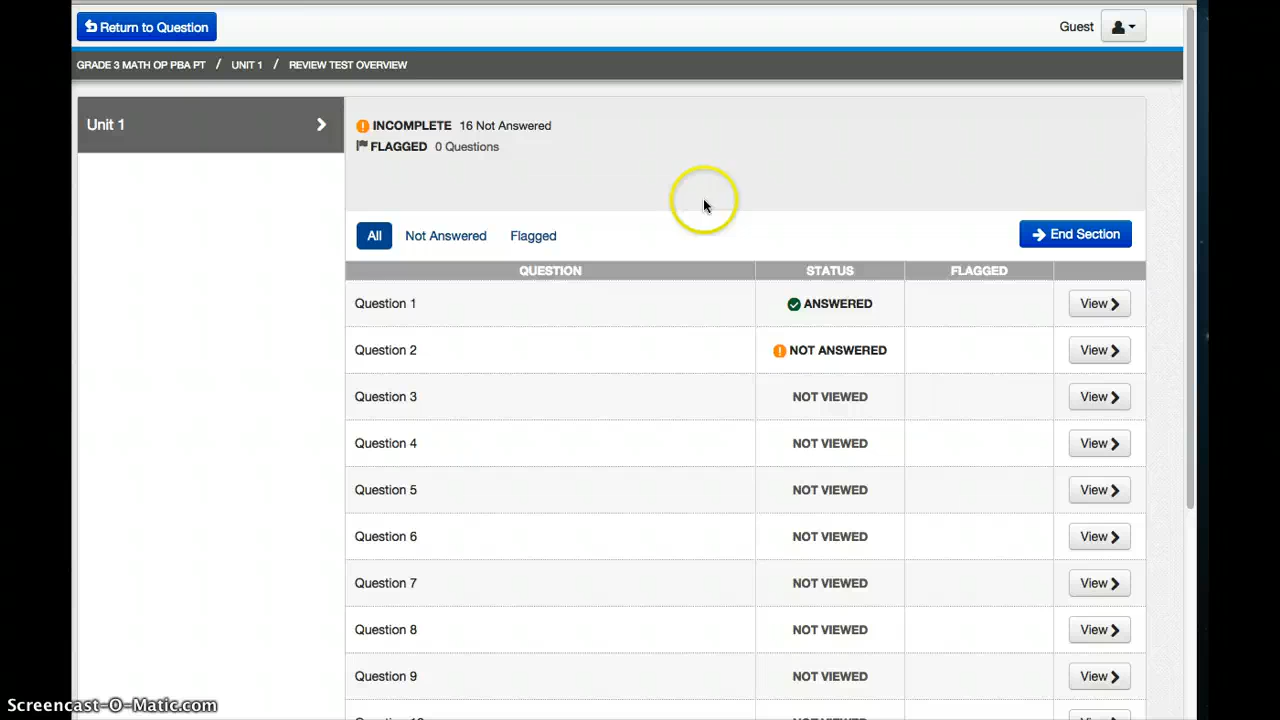 Return to Question
Guest
GRADE 3 MATH OP PBA PT / UNIT 1 / REVIEW TEST OVERVIEW
Unit 1
INCOMPLETE 16 Not Answered
FLAGGED 0 Questions
All Not Answered Flagged End Section
QUESTION STATUS FLAGGED
Question 1 ANSWERED View
Question 2 NOT ANSWERED View
Question 3 NOT VIEWED View
Question 4 NOT VIEWED View
Question 5 NOT VIEWED View
Question 6 NOT VIEWED View
Question 7 NOT VIEWED View
Question 8 NOT VIEWED View
Question 9 NOT VIEWED View
Screencast-O-Matic.com